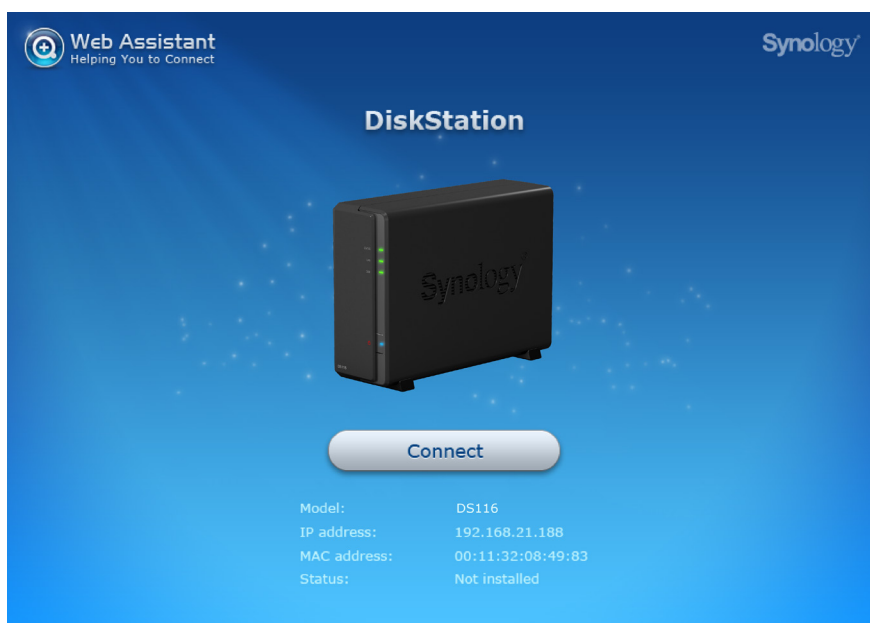 Web Assistant
Helping You to Connect
Synology
DiskStation
Synology
Connect
Model: DS116
IP address: 192.168.21.188
MAC address: 00:11:32:08:49:83
Status: Not installed